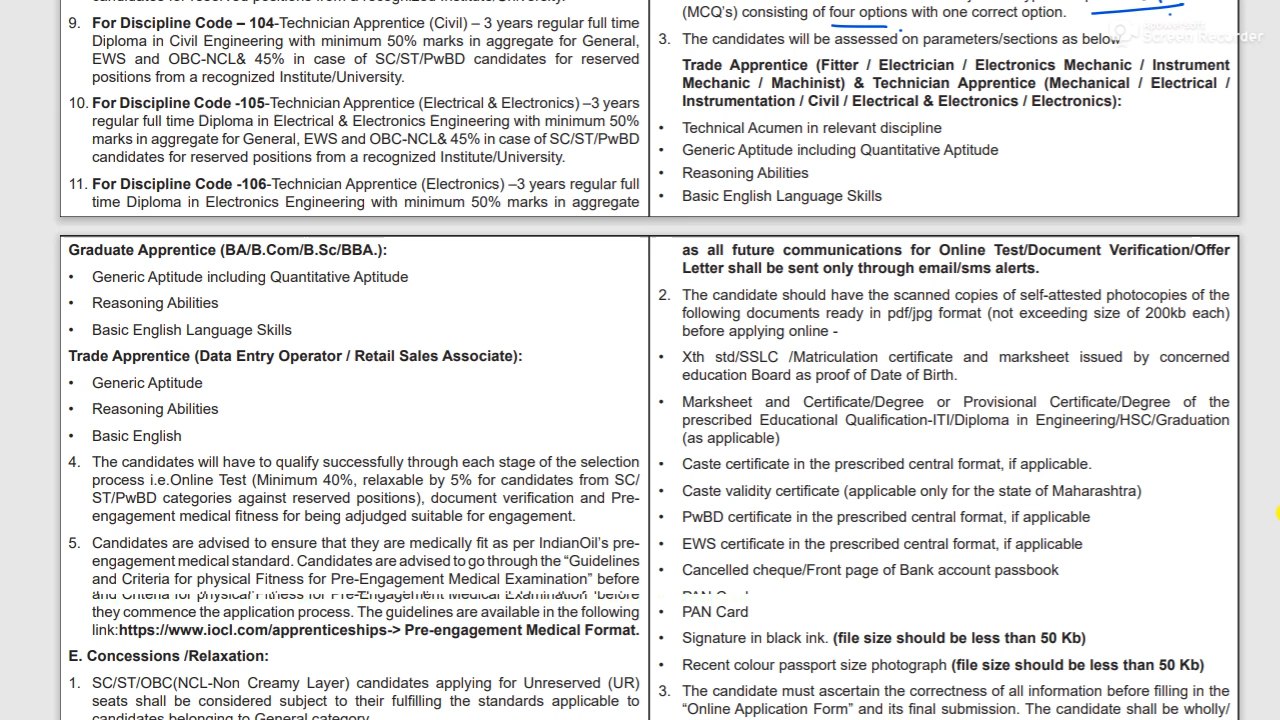 9. For Discipline Code – 104-Technician Apprentice (Civil) – 3 years regular full time
Diploma in Civil Engineering with minimum 50% marks in aggregate for General,
EWS and OBC-NCL& 45% in case of SC/ST/PwBD candidates for reserved
positions from a recognized Institute/University.
10. For Discipline Code -105-Technician Apprentice (Electrical & Electronics) –3 years
regular full time Diploma in Electrical & Electronics Engineering with minimum 50%
marks in aggregate for General, EWS and OBC-NCL& 45% in case of SC/ST/PwBD
candidates for reserved positions from a recognized Institute/University.
11. For Discipline Code -106-Technician Apprentice (Electronics) –3 years regular full
time Diploma in Electronics Engineering with minimum 50% marks in aggregate
(MCQ's) consisting of four options with one correct option.
3. The candidates will be assessed on parameters/sections as below
Trade Apprentice (Fitter / Electrician / Electronics Mechanic / Instrument
Mechanic / Machinist) & Technician Apprentice (Mechanical / Electrical /
Instrumentation / Civil / Electrical & Electronics / Electronics):
• Technical Acumen in relevant discipline
• Generic Aptitude including Quantitative Aptitude
• Reasoning Abilities
• Basic English Language Skills
Apowersoft
Screen Recorder
Graduate Apprentice (BA/B.Com/B.Sc/BBA.):
• Generic Aptitude including Quantitative Aptitude
• Reasoning Abilities
• Basic English Language Skills
Trade Apprentice (Data Entry Operator / Retail Sales Associate):
• Generic Aptitude
• Reasoning Abilities
• Basic English
4. The candidates will have to qualify successfully through each stage of the selection
process i.e.Online Test (Minimum 40%, relaxable by 5% for candidates from SC/
ST/PwBD categories against reserved positions), document verification and Pre-
engagement medical fitness for being adjudged suitable for engagement.
5. Candidates are advised to ensure that they are medically fit as per IndianOil's pre-
engagement medical standard. Candidates are advised to go through the “Guidelines
and Criteria for physical Fitness for Pre-Engagement Medical Examination” before
they commence the application process. The guidelines are available in the following
link:https://www.iocl.com/apprenticeships-> Pre-engagement Medical Format.
E. Concessions /Relaxation:
1. SC/ST/OBC(NCL-Non Creamy Layer) candidates applying for Unreserved (UR)
seats shall be considered subject to their fulfilling the standards applicable to
candidates belonging to General category.
as all future communications for Online Test/Document Verification/Offer
Letter shall be sent only through email/sms alerts.
2. The candidate should have the scanned copies of self-attested photocopies of the
following documents ready in pdf/jpg format (not exceeding size of 200kb each)
before applying online -
• Xth std/SSLC /Matriculation certificate and marksheet issued by concerned
education Board as proof of Date of Birth.
• Marksheet and Certificate/Degree or Provisional Certificate/Degree of the
prescribed Educational Qualification-ITI/Diploma in Engineering/HSC/Graduation
(as applicable)
• Caste certificate in the prescribed central format, if applicable.
• Caste validity certificate (applicable only for the state of Maharashtra)
• PwBD certificate in the prescribed central format, if applicable
• EWS certificate in the prescribed central format, if applicable
• Cancelled cheque/Front page of Bank account passbook
• PAN Card
• Signature in black ink. (file size should be less than 50 Kb)
• Recent colour passport size photograph (file size should be less than 50 Kb)
3. The candidate must ascertain the correctness of all information before filling in the
“Online Application Form” and its final submission. The candidate shall be wholly/